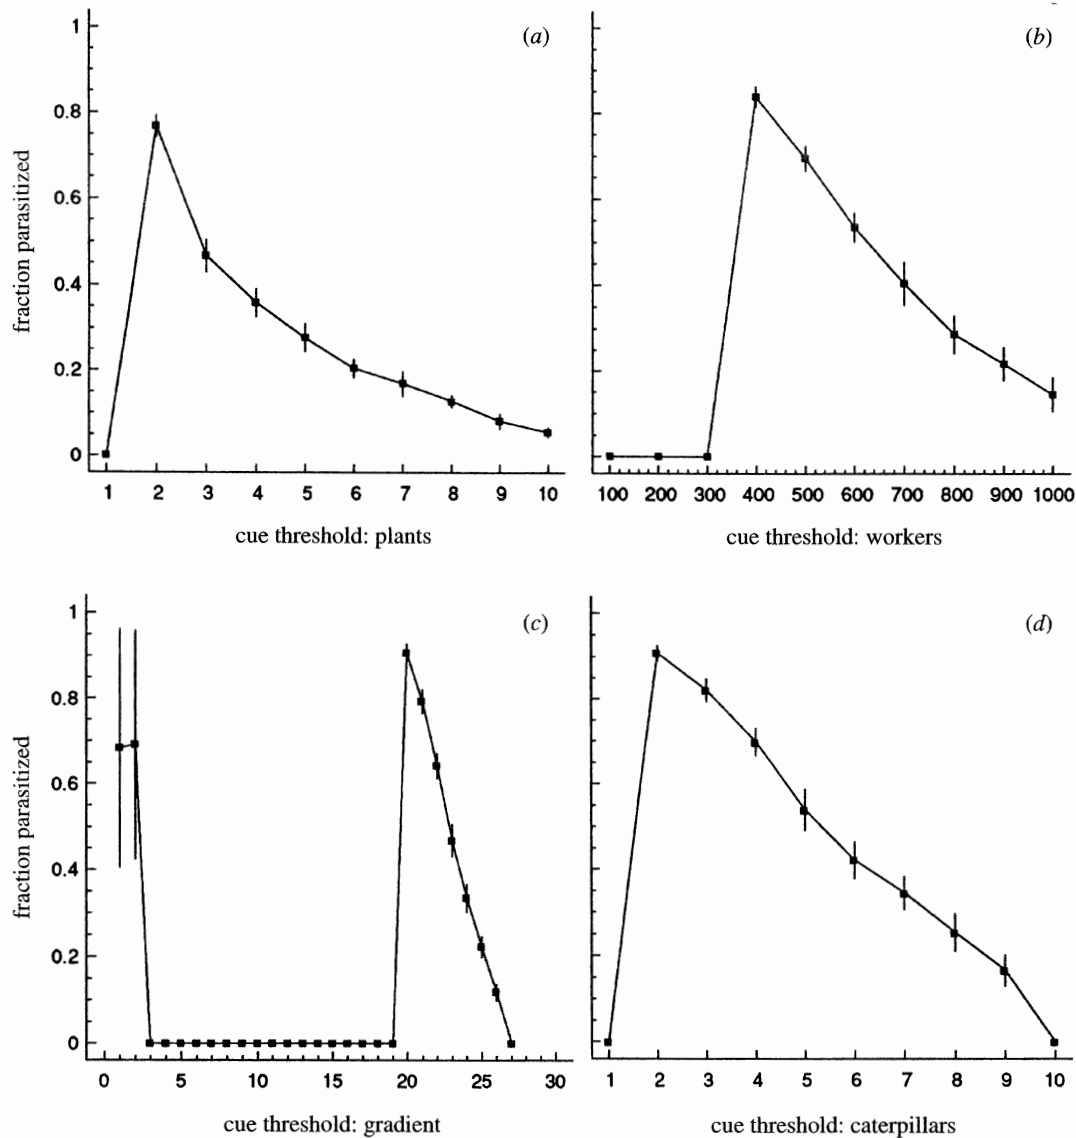 (a)
1
0.8
0.6
0.4
0.2
0
fraction parasitized
1 2 3 4 5 6 7 8 9 10
cue threshold: plants
(b)
100 200 300 400 500 600 700 800 900 1000
cue threshold: workers
(c)
1
0.8
0.6
0.4
0.2
0
fraction parasitized
0 5 10 15 20 25 30
cue threshold: gradient
(d)
1 2 3 4 5 6 7 8 9 10
cue threshold: caterpillars